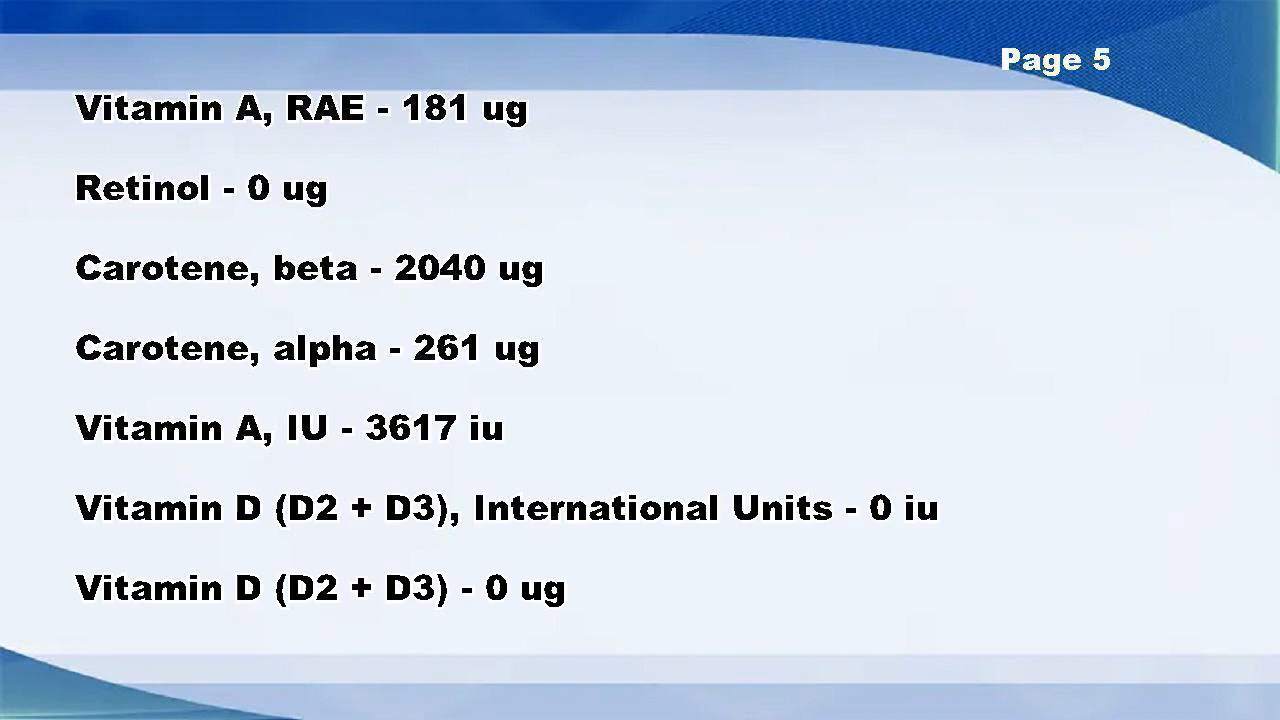 Page 5
Vitamin A, RAE - 181 ug
Retinol - 0 ug
Carotene, beta - 2040 ug
Carotene, alpha - 261 ug
Vitamin A, IU - 3617 iu
Vitamin D (D2 + D3), International Units - 0 iu
Vitamin D (D2 + D3) - 0 ug